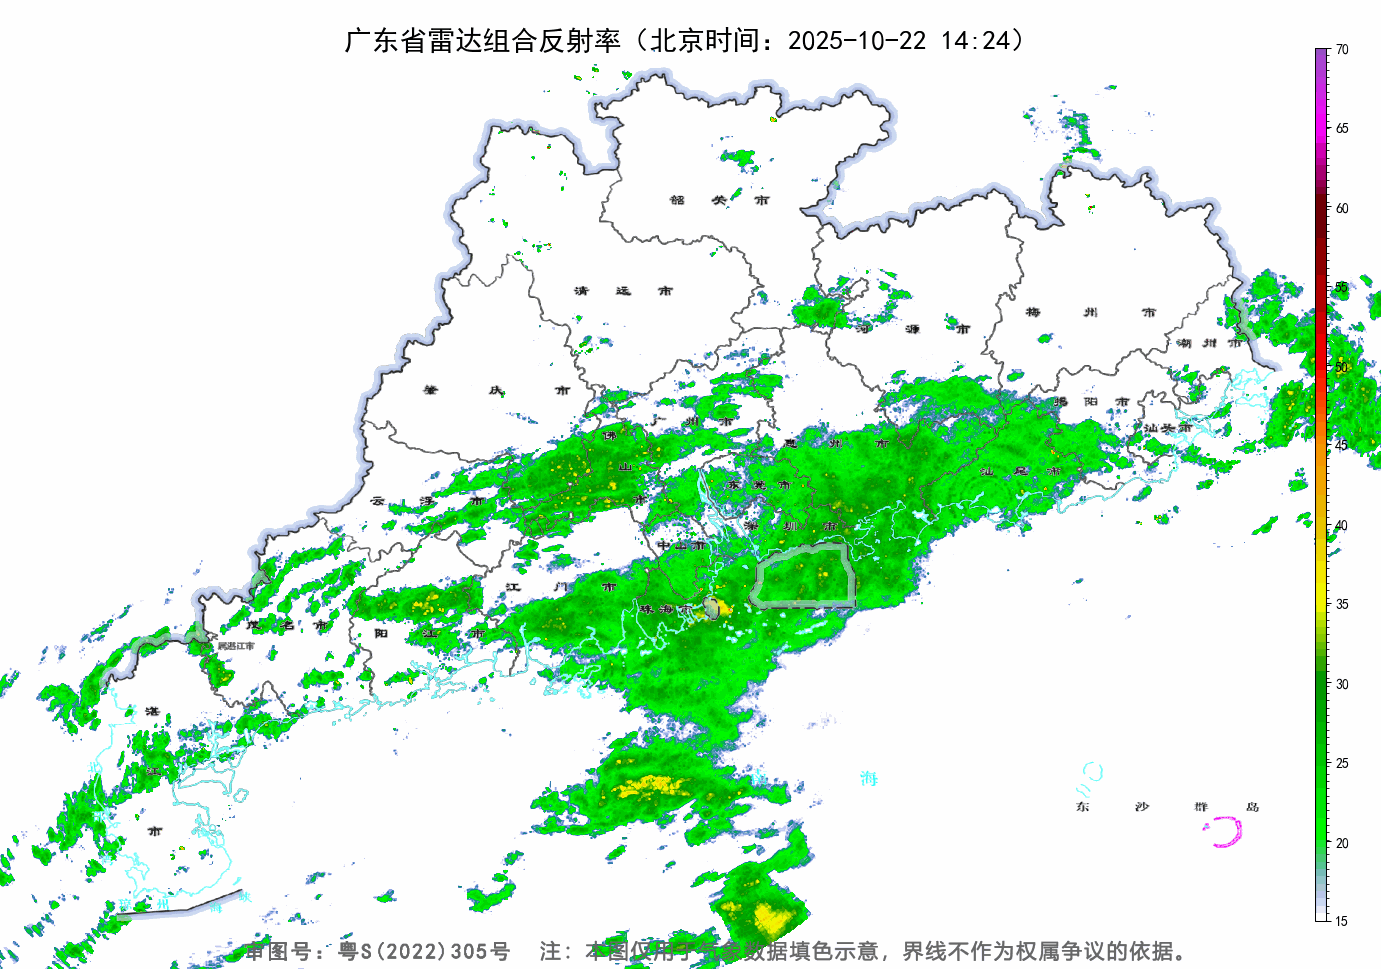 广东省雷达组合反射率（北京时间：2025-10-22 14:24）
70
65
60
55
50
45
40
35
30
25
20
15
韶关市
清远市
河源市
梅州市
潮州市
肇庆市
广州市
佛山市
惠州市
揭阳市
汕头市
汕尾市
云浮市
东莞市
深圳市
中山市
江门市
珠海市
茂名市
阳江市
属湛江市
湛江市
海
东沙群岛
琼州海峡
审图号：粤S(2022)305号 注：本图仅用于气象数据填色示意，界线不作为权属争议的依据。